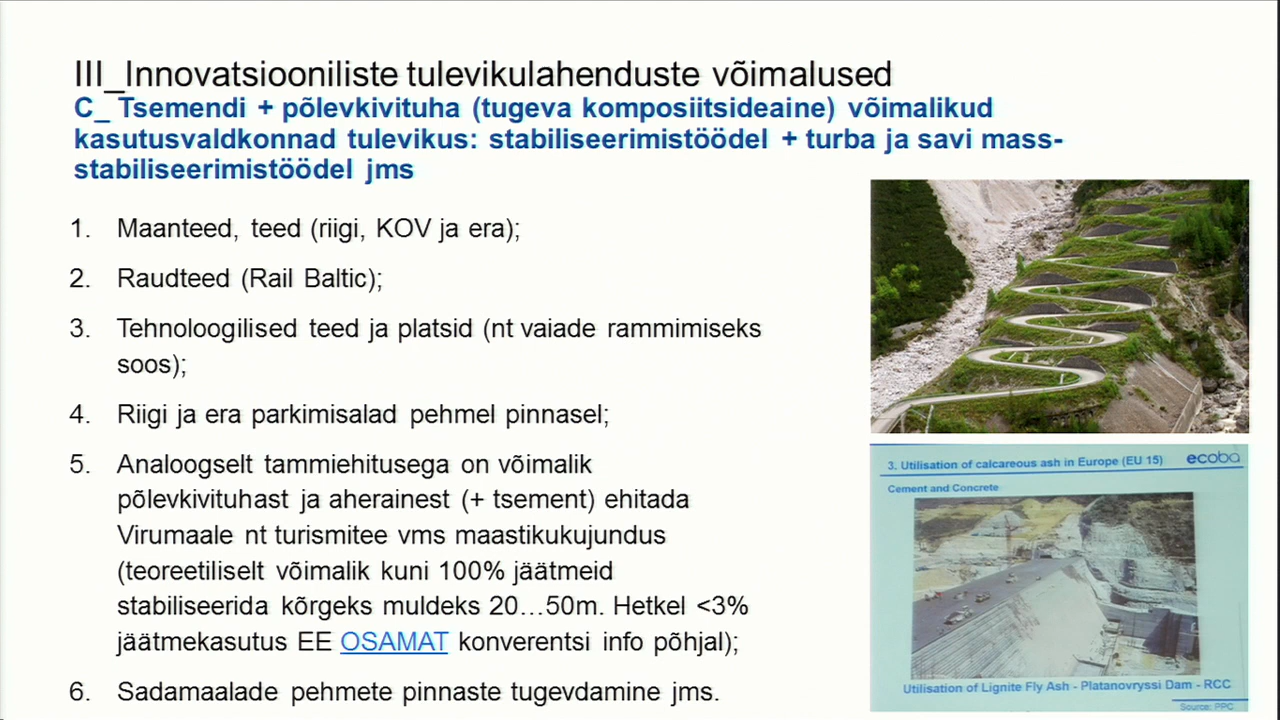 III_Innovatsiooniliste tulevikulahenduste võimalused
C_ Tsemendi + põlevkivituha (tugeva komposiitsideaine) võimalikud
kasutusvaldkonnad tulevikus: stabiliseerimistöödel + turba ja savi mass-
stabiliseerimistöödel jms
1. Maanteed, teed (riigi, KOV ja era);
2. Raudteed (Rail Baltic);
3. Tehnoloogilised teed ja platsid (nt vaiade rammimiseks
soos);
4. Riigi ja era parkimisalad pehmel pinnasel;
5. Analoogselt tammiehitusega on võimalik
põlevkivituhast ja aherainest (+ tsement) ehitada
Virumaale nt turismitee vms maastikukujundus
(teoreetiliselt võimalik kuni 100% jäätmeid
stabiliseerida kõrgeks muldeks 20…50m. Hetkel <3%
jäätmekasutus EE OSAMAT konverentsi info põhjal);
6. Sadamaalade pehmete pinnaste tugevdamine jms.
3. Utilisation of calcareous ash in Europe (EU 15)
ecoba
Cement and Concrete
Utilisation of Lignite Fly Ash - Platanovryssi Dam - RCC
Source: PPC